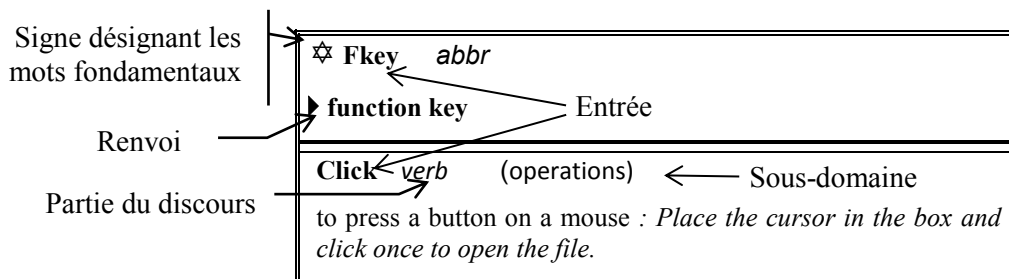 Signe désignant les
mots fondamentaux
✡ Fkey abbr
function key
Entrée
Renvoi
Click verb (operations)
Sous-domaine
Partie du discours
to press a button on a mouse : Place the cursor in the box and
click once to open the file.